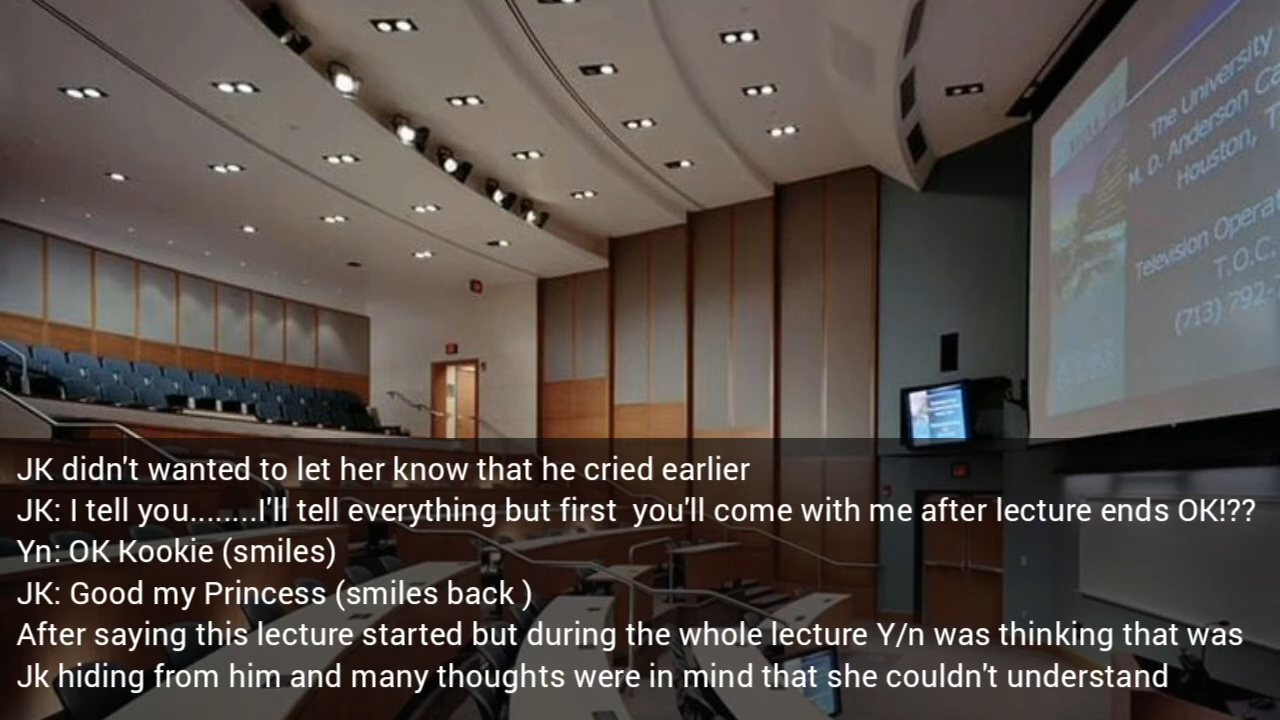 The University
M. D. Anderson
Houston,
Television
T.O.C.
(713) 792-
JK didn't wanted to let her know that he cried earlier
JK: I tell you........I'll tell everything but first  you'll come with me after lecture ends OK!??
Yn: OK Kookie (smiles)
JK: Good my Princess (smiles back )
After saying this lecture started but during the whole lecture Y/n was thinking that was
Jk hiding from him and many thoughts were in mind that she couldn't understand